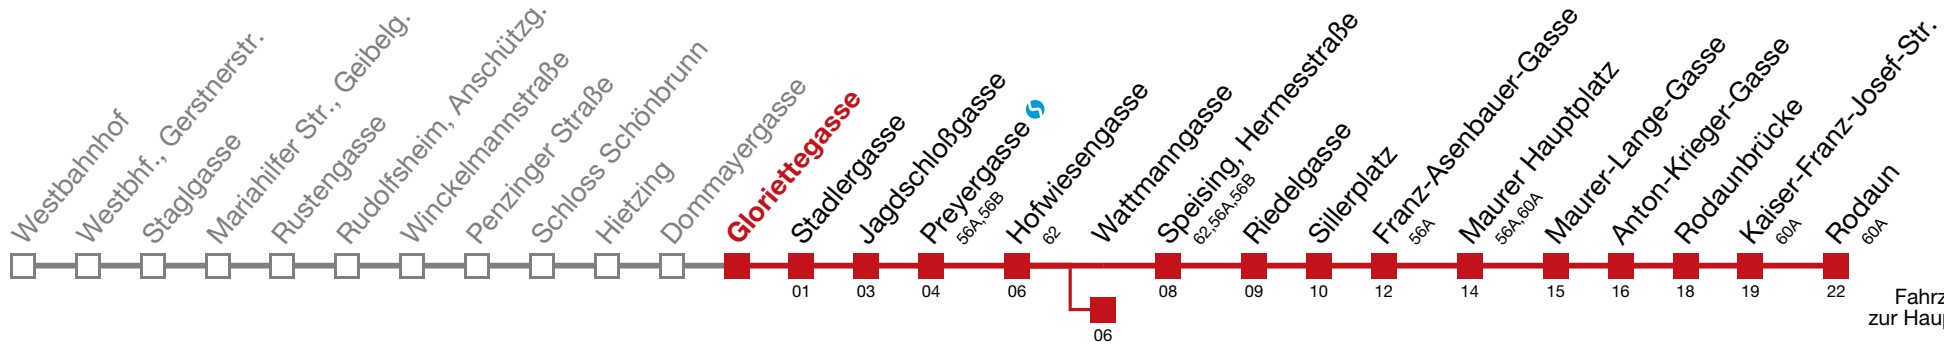 Westbahnhof
Westbhf., Gerstnerstr.
Staglgasse
Mariahilfer Str., Geibelg.
Rustengasse
Rudolfsheim, Anschützg.
Winckelmannstraße
Penzinger Straße
Schloss Schönbrunn
Hietzing
Dommayergasse
Gloriettegasse
Stadlergasse
01
Jagdschloßgasse
03
Preyergasse
56A,56B
04
Hofwiesengasse
62
06
Wattmanngasse
06
Speising, Hermesstraße
62,56A,56B
08
Riedelgasse
09
Sillerplatz
10
Franz-Asenbauer-Gasse
56A
12
Maurer Hauptplatz
56A,60A
14
Maurer-Lange-Gasse
15
Anton-Krieger-Gasse
16
Rodaunbrücke
18
Kaiser-Franz-Josef-Str.
60A
19
Rodaun
60A
22
Fahrz
zur Haup